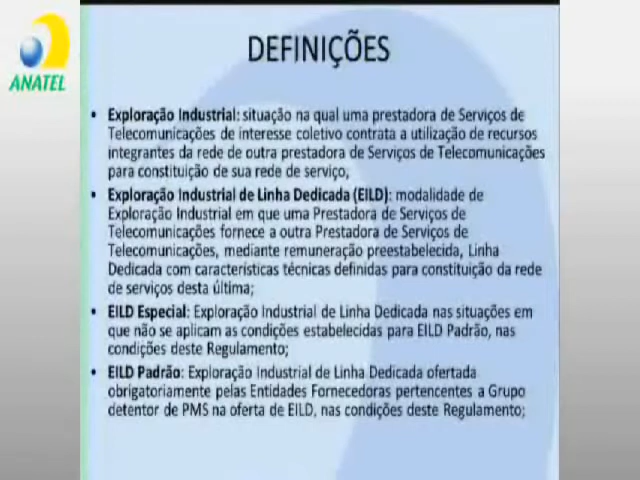 ANATEL
DEFINIÇÕES
• Exploração Industrial: situação na qual uma prestadora de Serviços de
Telecomunicações de interesse coletivo contrata a utilização de recursos
integrantes da rede de outra prestadora de Serviços de Telecomunicações
para constituição de sua rede de serviço,
• Exploração Industrial de Linha Dedicada (EILD): modalidade de
Exploração Industrial em que uma Prestadora de Serviços de
Telecomunicações fornece a outra Prestadora de Serviços de
Telecomunicações, mediante remuneração preestabelecida, Linha
Dedicada com características técnicas definidas para constituição da rede
de serviços desta última;
• EILD Especial: Exploração Industrial de Linha Dedicada nas situações em
que não se aplicam as condições estabelecidas para EILD Padrão, nas
condições deste Regulamento;
• EILD Padrão: Exploração Industrial de Linha Dedicada ofertada
obrigatoriamente pelas Entidades Fornecedoras pertencentes a Grupo
detentor de PMS na oferta de EILD, nas condições deste Regulamento;